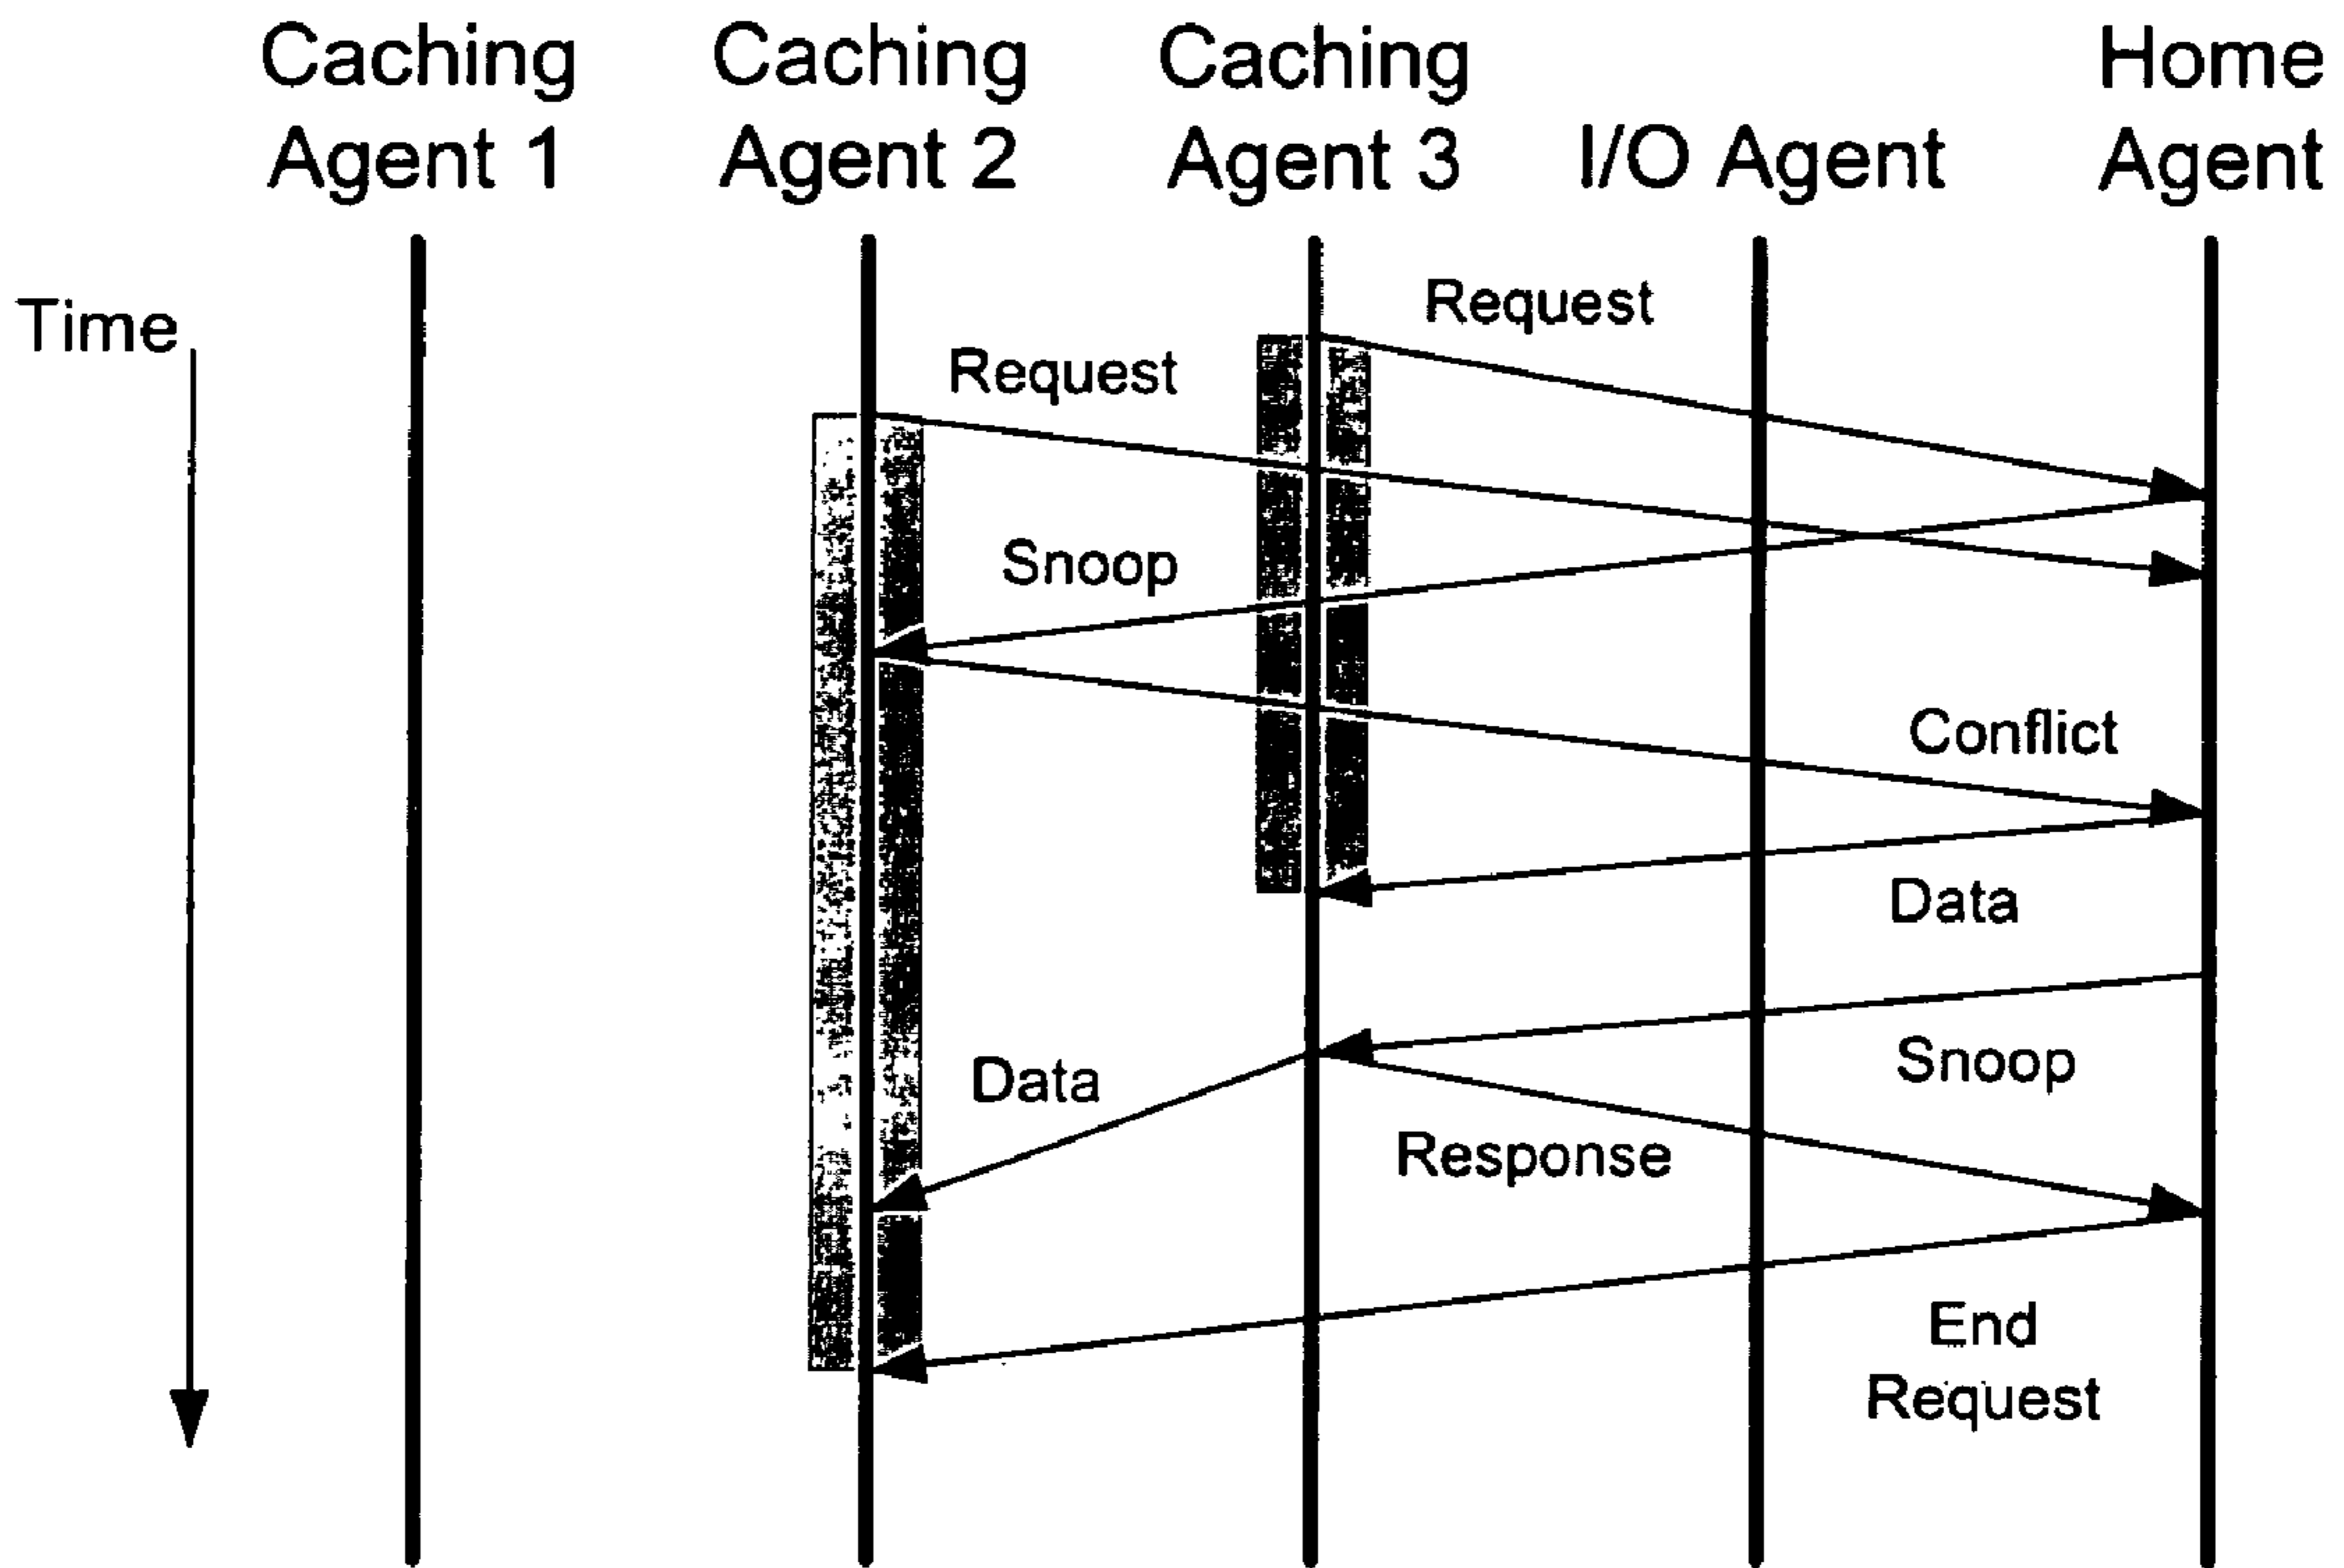 Caching
Agent 1
Caching
Agent 2
Caching
Agent 3
I/O Agent
Home
Agent
Time
Request
Request
Snoop
Conflict
Data
Snoop
Data
Response
End
Request